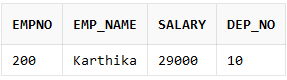 EMPNO EMP_NAME SALARY DEP_NO
200 Karthika 29000 10